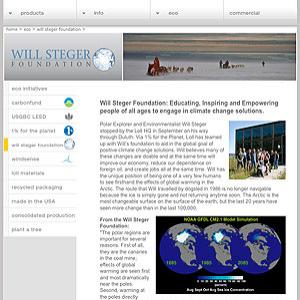 products
info
eco
commercial
home > eco > will steger foundation >
WILL STEGER
FOUNDATION
eco initiatives
carbonfund
USGBC LEED
1% for the planet
will steger foundation
windsense
loll materials
recycled packaging
made in the USA
consolidated production
plant a tree
Will Steger Foundation: Educating, Inspiring and Empowering
people of all ages to engage in climate change solutions.
Polar Explorer and Environmentalist Will Steger
stopped by the Loll HQ in September on his way
through Duluth. Via 1% For the Planet, Loll has teamed
up with Will's foundation to aid in the global goal of
positive climate change solutions. Will believes many of
these changes are doable and at the same time will
improve our economy, reduce our dependence on
foreign oil, and create jobs all at the same time. Will has
the unique position of being one of a very few humans
to see firsthand the effects of global warming in the
Arctic. The route that Will travelled by dogsled in 1986 is no longer navigable
because the ice is simply gone and not returning anytime soon. The Arctic is the
most changeable surface on the surface of the earth, but the last 20 years have
seen more change than in the last 100,000.
From the Will Steger
Foundation:
"The polar regions are
important for several
reasons. First of all,
they are the canaries
in the coal mine;
effects of global
warming are seen first
and most dramatically
near the poles.
Second, warming at
the poles directly
NOAA GFDL CM2.1 Model Simulation
1985
2085
Aug Sept Oct Avg Sea Ice Concentration